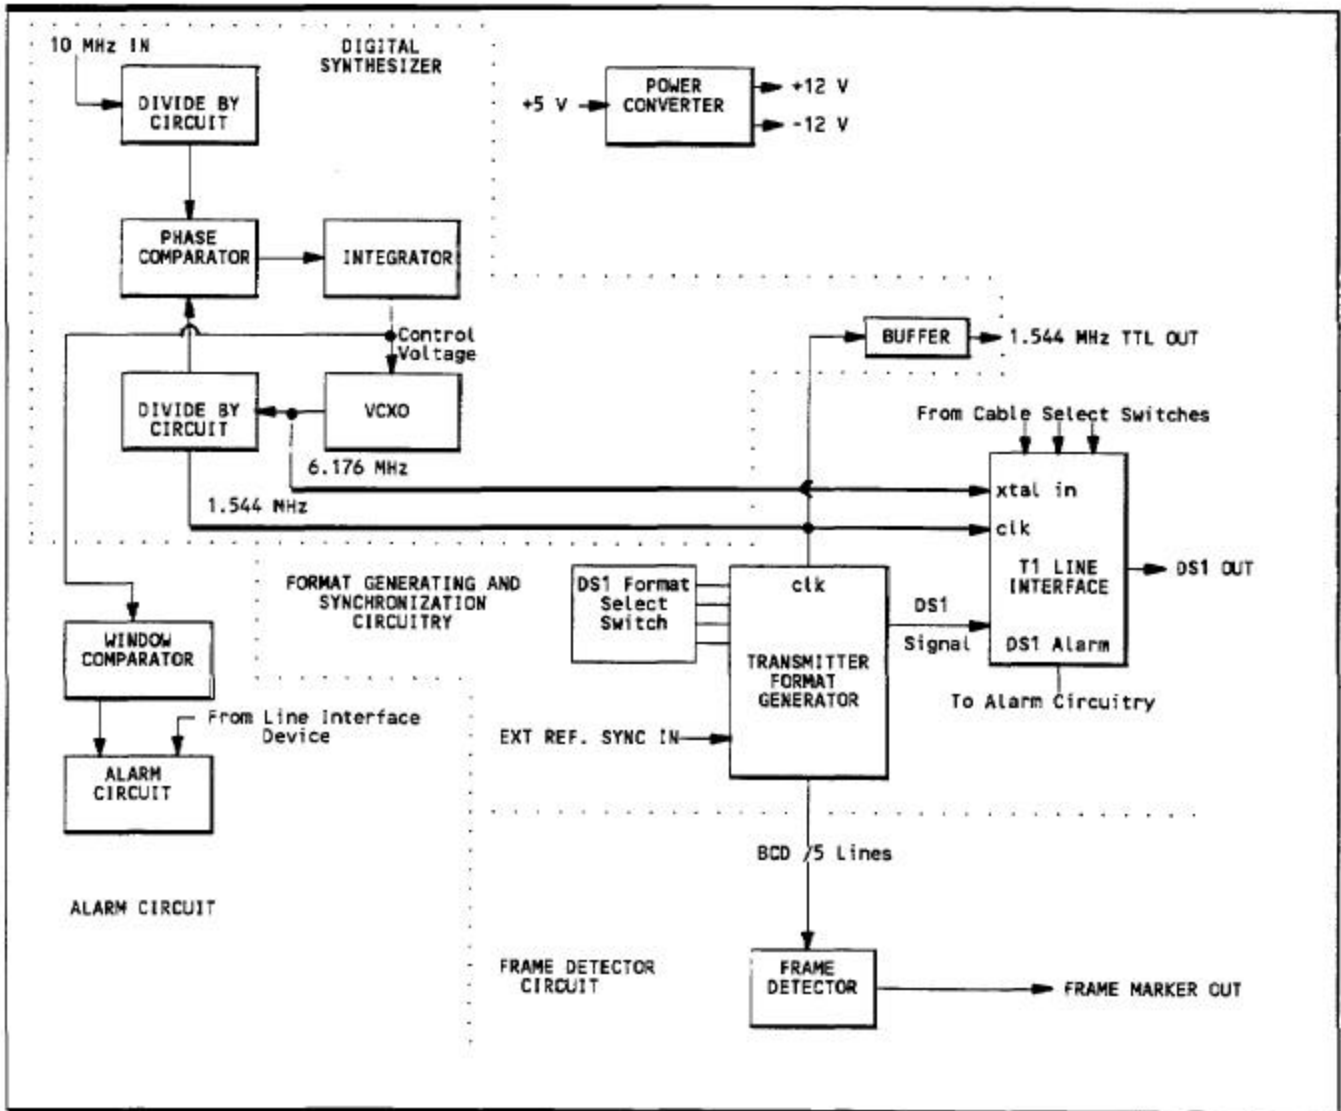 10 MHz IN
DIGITAL
SYNTHESIZER
DIVIDE BY
CIRCUIT
+5 V
POWER
CONVERTER
+12 V
-12 V
PHASE
COMPARATOR
INTEGRATOR
Control
Voltage
BUFFER
1.544 MHz TTL OUT
DIVIDE BY
CIRCUIT
VCXO
From Cable Select Switches
6.176 MHz
1.544 MHz
xtal in
clk
T1 LINE
INTERFACE
DS1 Alarm
DS1 OUT
FORMAT GENERATING AND
SYNCHRONIZATION
CIRCUITRY
DS1 Format
Select
Switch
clk
TRANSMITTER
FORMAT
GENERATOR
DS1
Signal
To Alarm Circuitry
WINDOW
COMPARATOR
From Line Interface
Device
EXT REF. SYNC IN
ALARM
CIRCUIT
BCD /5 Lines
ALARM CIRCUIT
FRAME DETECTOR
CIRCUIT
FRAME
DETECTOR
FRAME MARKER OUT